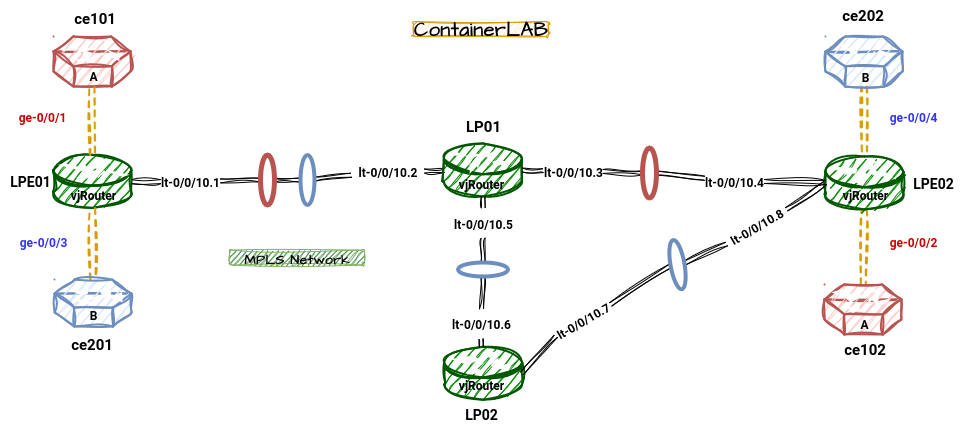 ce101
ContainerLAB
ce202
A
B
ge-0/0/1
ge-0/0/4
LP01
LPE01
vjRouter
lt-0/0/10.1
lt-0/0/10.2
vjRouter
lt-0/0/10.3
lt-0/0/10.4
vjRouter
LPE02
lt-0/0/10.5
lt-0/0/10.8
ge-0/0/3
ge-0/0/2
MPLS Network
B
lt-0/0/10.6
lt-0/0/10.7
A
ce201
ce102
vjRouter
LP02